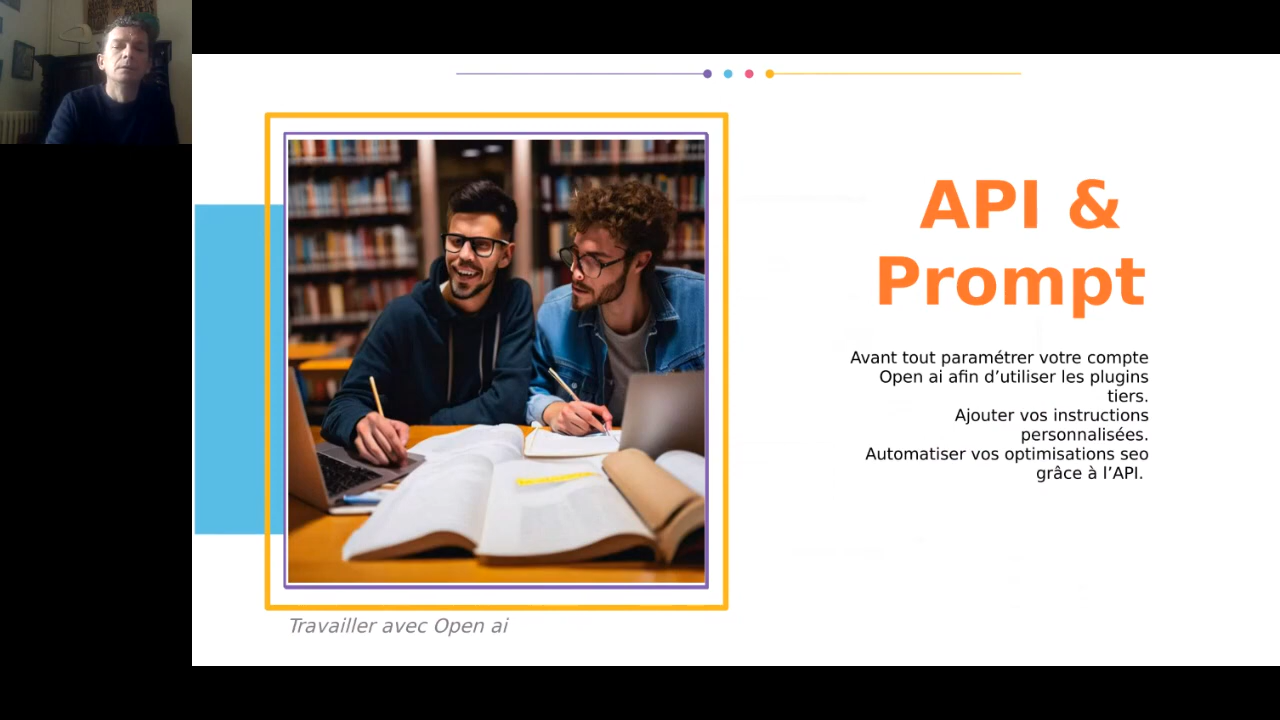 API &
Prompt
Avant tout paramétrer votre compte
Open ai afin d’utiliser les plugins
tiers.
Ajouter vos instructions
personnalisées.
Automatiser vos optimisations seo
grâce à l’API.
Travailler avec Open ai